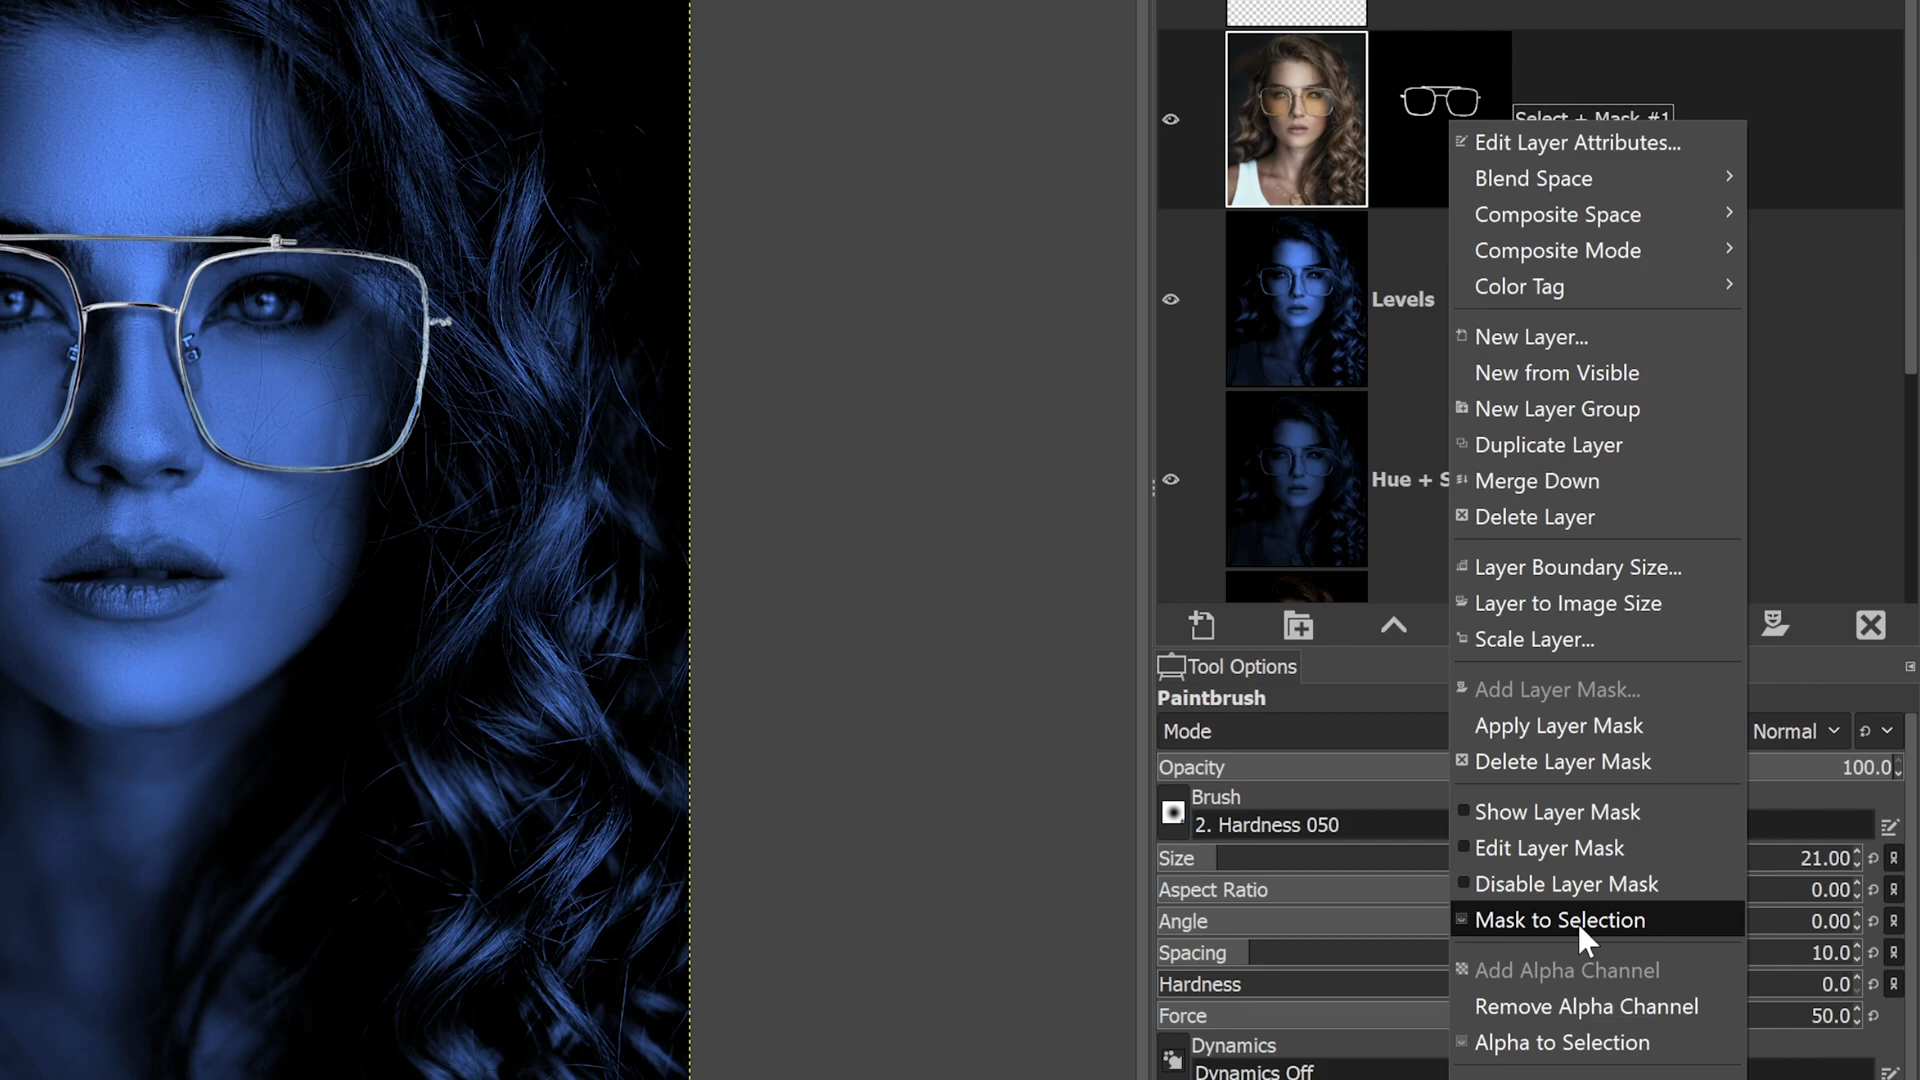 Select + Mask #1
Edit Layer Attributes...
Blend Space
Composite Space
Composite Mode
Color Tag
Levels
New Layer...
New from Visible
New Layer Group
Duplicate Layer
Hue + S
Merge Down
Delete Layer
Layer Boundary Size...
Layer to Image Size
Scale Layer...
Tool Options
Paintbrush
Add Layer Mask...
Mode
Apply Layer Mask
Normal
Opacity
Delete Layer Mask
100.0
Brush
2. Hardness 050
Show Layer Mask
Size
Edit Layer Mask
21.00
Aspect Ratio
Disable Layer Mask
0.00
Angle
Mask to Selection
0.00
Spacing
10.0
Hardness
Add Alpha Channel
0.0
Force
Remove Alpha Channel
50.0
Dynamics
Dynamics Off
Alpha to Selection